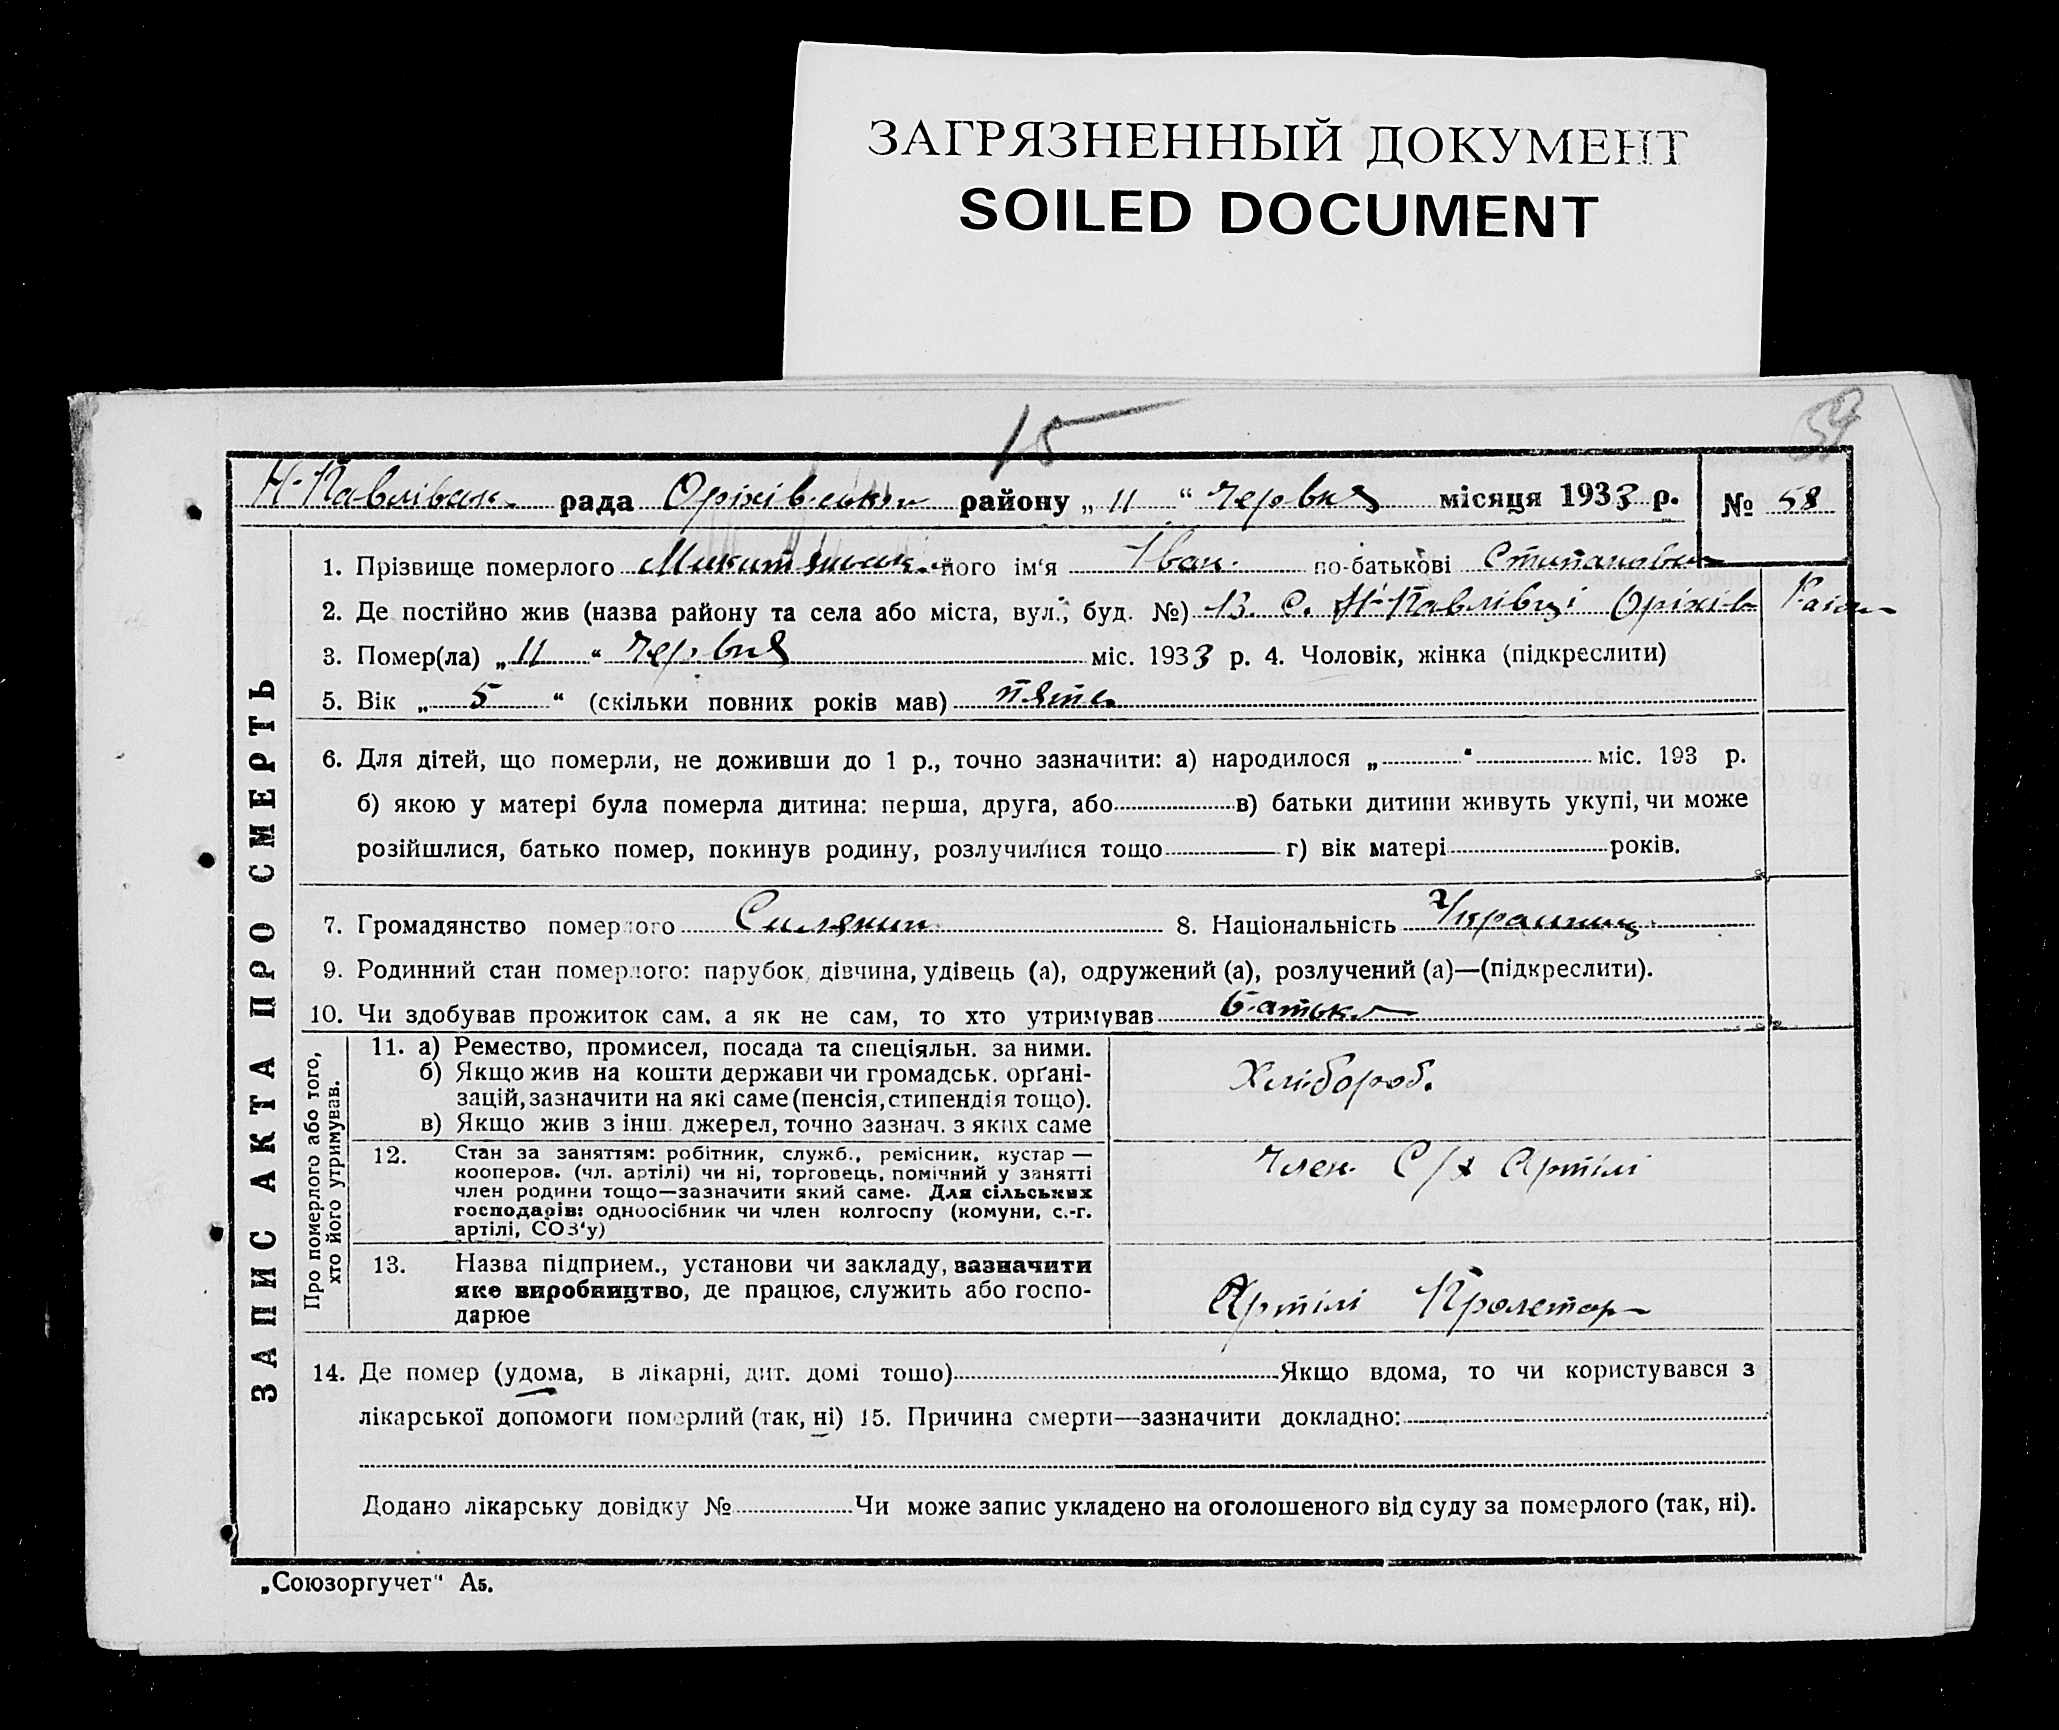 ЗАГРЯЗНЕННЫЙ ДОКУМЕНТ
SOILED DOCUMENT
15
59
Н-Павлівськ. рада Оріхівської району „ 11 “ червня місяця 1933 р. № 58
ЗАПИС АКТА ПРО СМЕРТЬ
1. Прізвище померлого його ім‘я Іван по-батькові Степанович
2. Де постійно жив (назва району та села або міста, вул., буд. №) В. С. Н-Павлівці Оріхів Район
3. Помер(ла) „ 11 “ червня міс. 1933 р. 4. Чоловік, жінка (підкреслити)
5. Вік „ 5 “ (скільки повних років мав) пять
6. Для дітей, що померли, не доживши до 1 р., точно зазначити: а) народилося „ “ міс. 193 р.
б) якою у матері була померла дитина: перша, друга, або в) батьки дитини живуть укупі, чи може
розійшлися, батько помер, покинув родину, розлучилися тощо г) вік матері років.
7. Громадянство померлого Силянин 8. Національність Українец
9. Родинний стан померлого: парубок, дівчина, удівець (а), одружений (а), розлучений (а)—(підкреслити).
10. Чи здобував прожиток сам, а як не сам, то хто утримував батько
Про померлого або того,
хто його утримував.
11. а) Ремество, промисел, посада та спеціяльн. за ними.
б) Якщо жив на кошти держави чи громадськ. орґані-
зацій, зазначити на які саме (пенсія, стипендія тощо).
в) Якщо жив з інш. джерел, точно зазнач. з яких саме
Хлібороб.
12. Стан за заняттям: робітник, служб., ремісник, кустар —
кооперов. (чл. артілі) чи ні, торговець, помічний у занятті
член родини тощо—зазначити який саме. Для сільських
господарів: одноосібник чи член колгоспу (комуни, с.-г.
артілі, СОЗ‘у)
Член С/х Артілі
13. Назва підприєм., установи чи закладу, зазначити
яке виробництво, де працює, служить або госпо-
дарює
Артілі Пролетар
14. Де помер (удома, в лікарні, дит. домі тощо) Якщо вдома, то чи користувався з
лікарської допомоги померлий (так, ні) 15. Причина смерти—зазначити докладно:
Додано лікарську довідку № Чи може запис укладено на оголошеного від суду за померлого (так, ні).
„Союзоргучет“ А5.